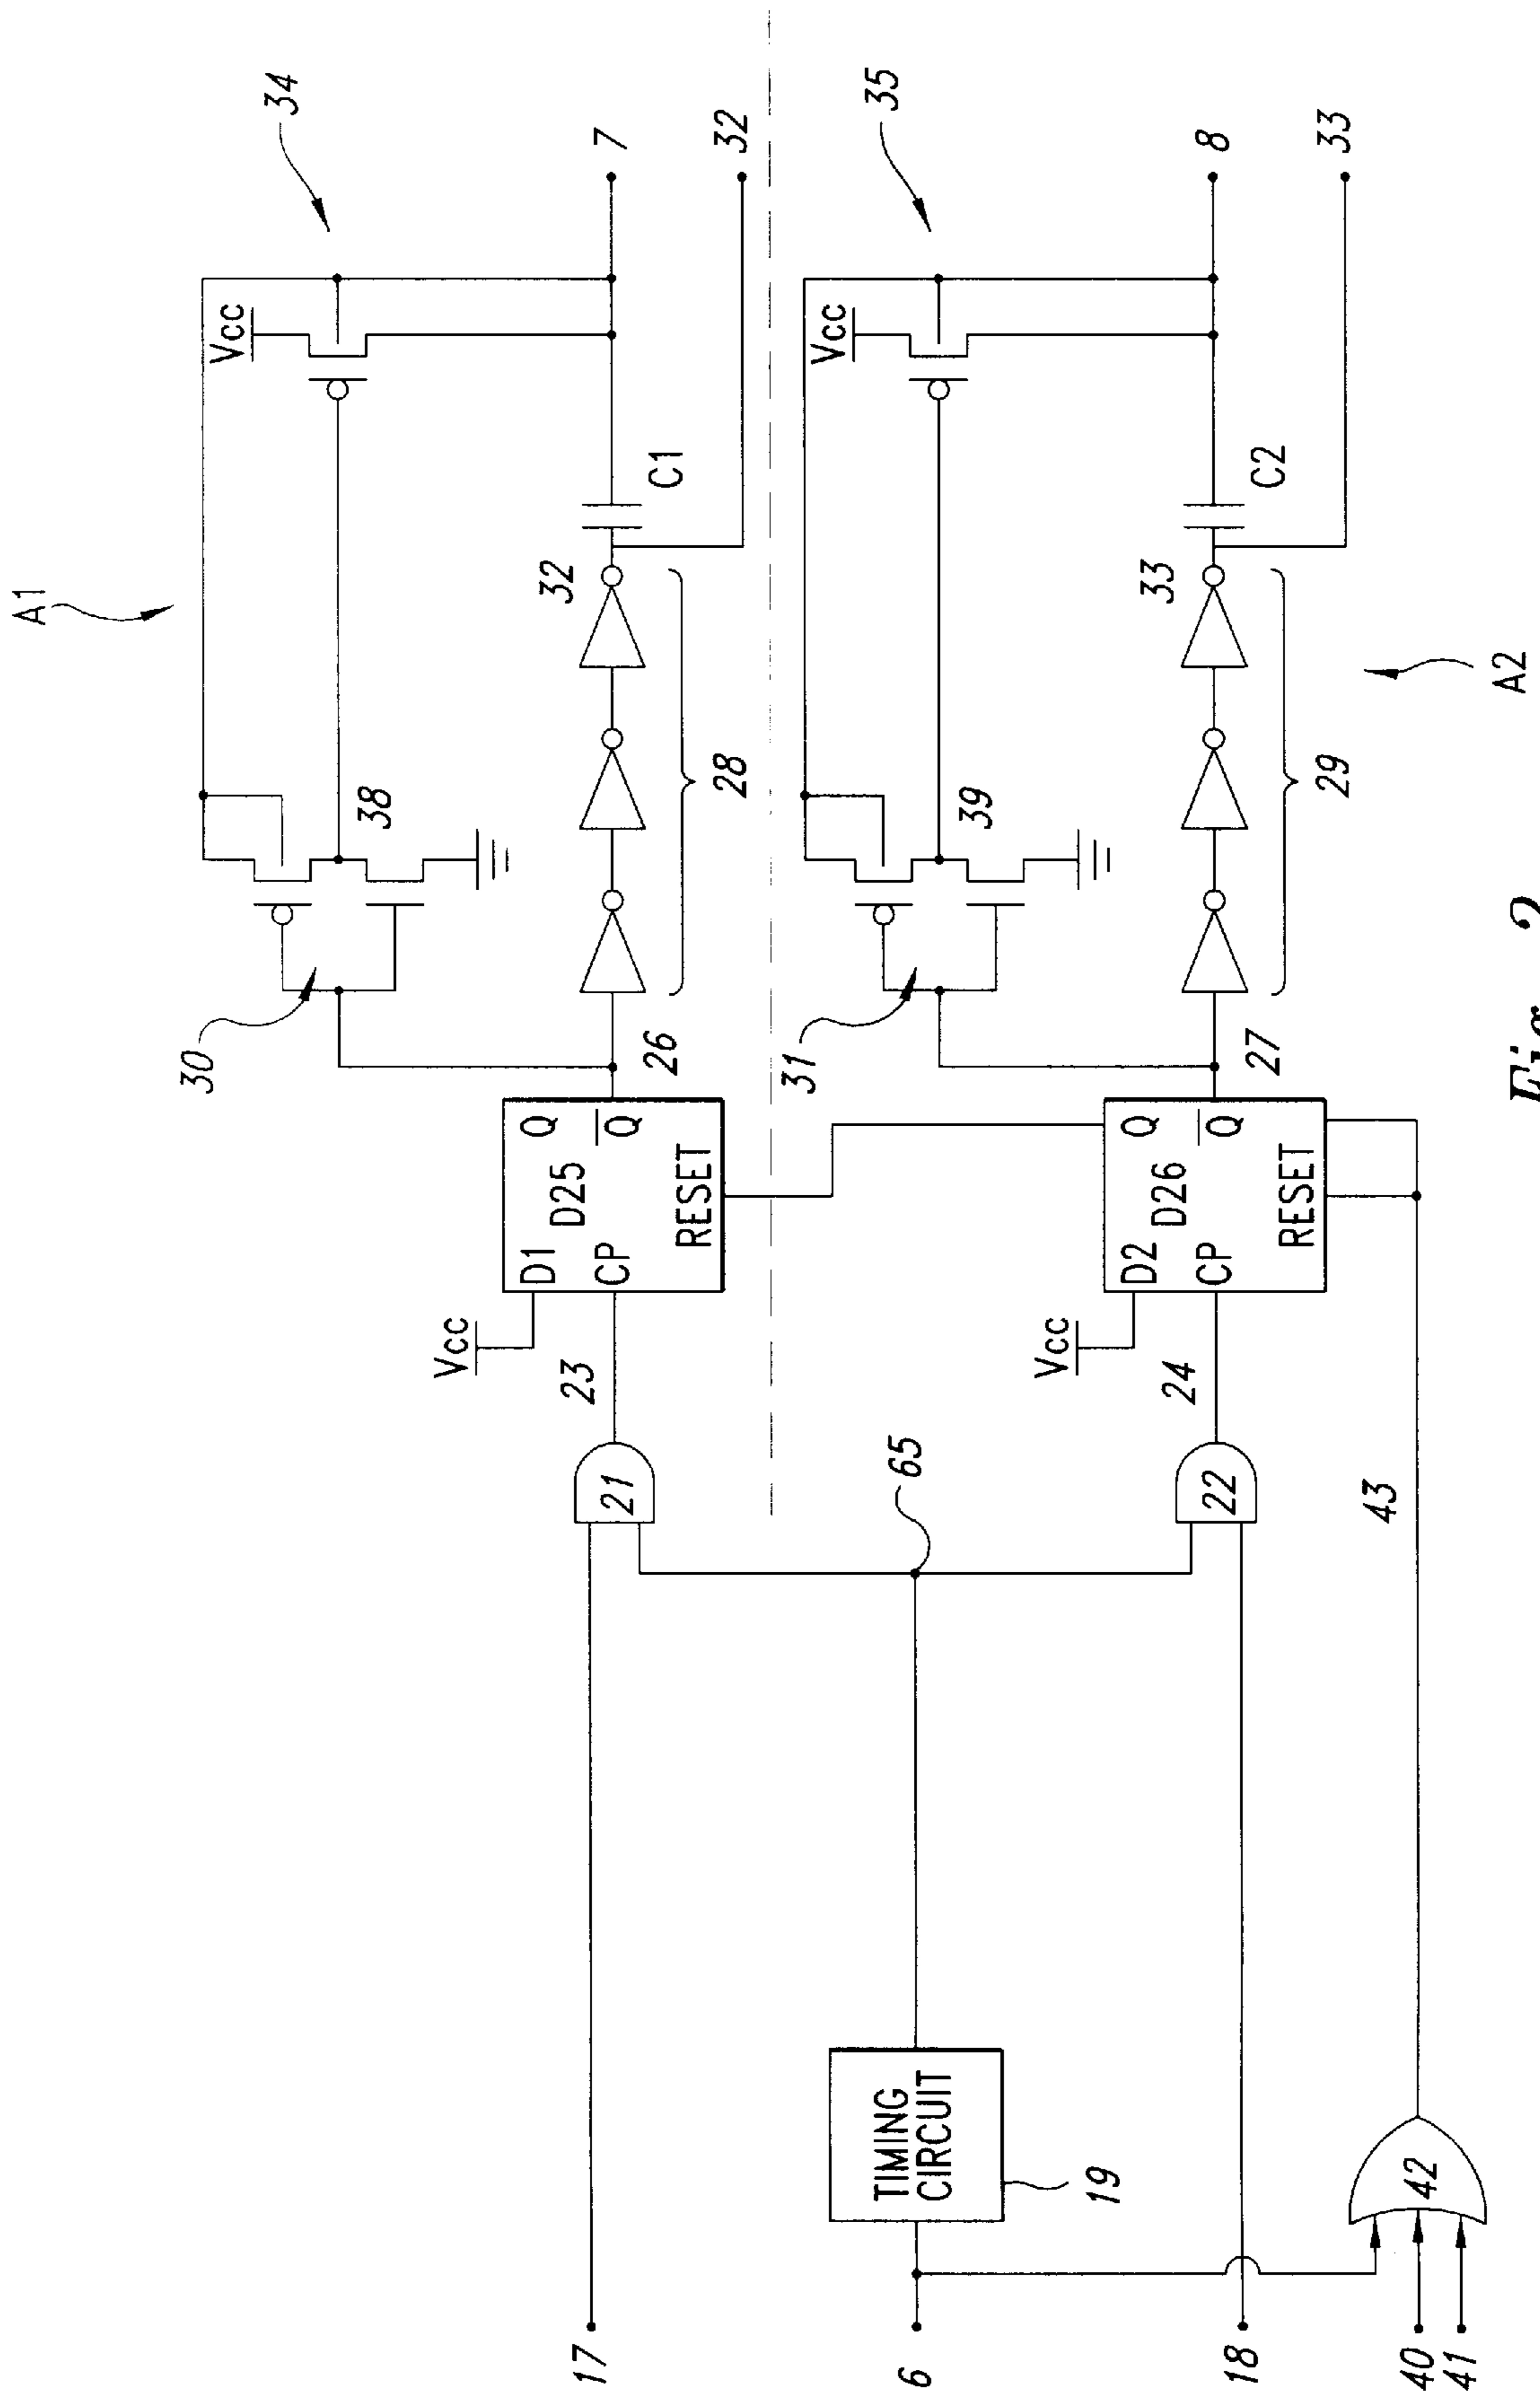 A1
34
Vcc
30
38
7
32
C1
32
28
26
Vcc
D1
Q
D25
CP
Q
RESET
23
21
17
35
Vcc
31
39
8
33
C2
33
29
27
A2
Vcc
D2
Q
D26
CP
Q
RESET
24
22
65
43
TIMING
CIRCUIT
19
6
18
42
40
41
Fig. 2